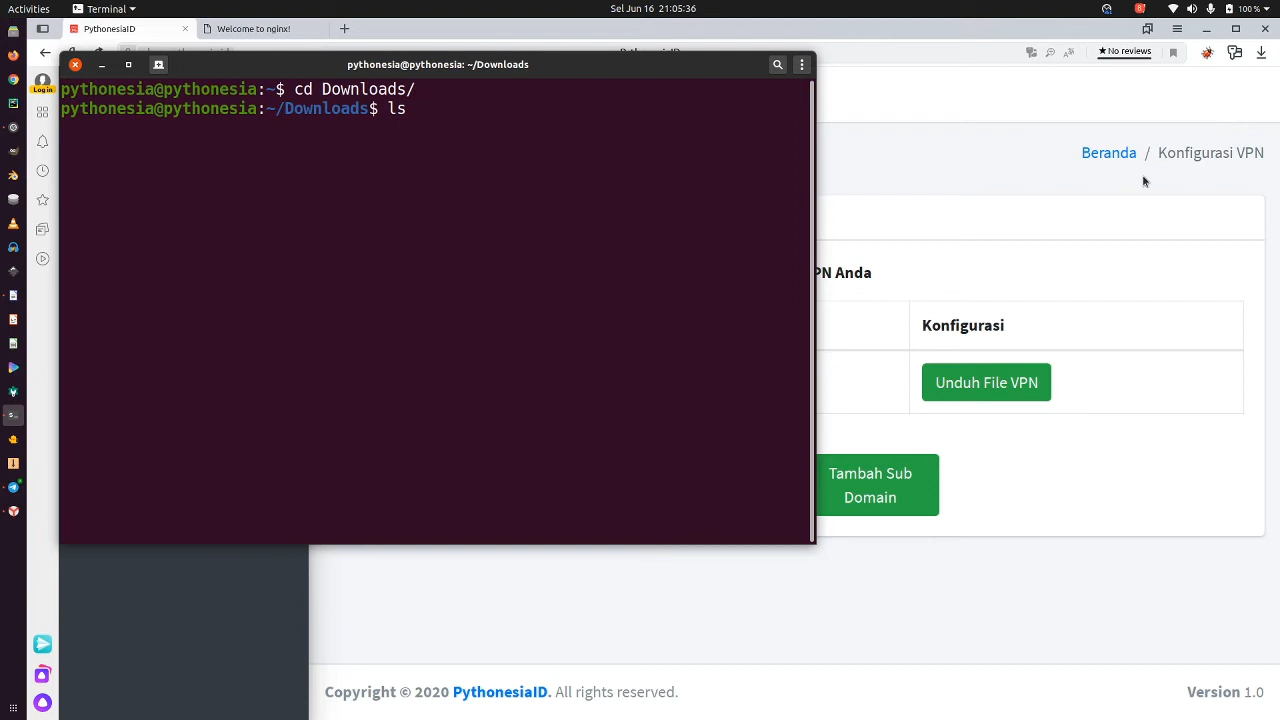 Activities
Terminal
Sel Jun 16 21:05:36
100 %
PythonesiaID
Welcome to nginx!
No reviews
Login
pythonesia@pythonesia: ~/Downloads
pythonesia@pythonesia:~$ cd Downloads/
pythonesia@pythonesia:~/Downloads$ ls
Beranda / Konfigurasi VPN
PN Anda
Konfigurasi
Unduh File VPN
Tambah Sub
Domain
Copyright © 2020 PythonesiaID. All rights reserved.
Version 1.0